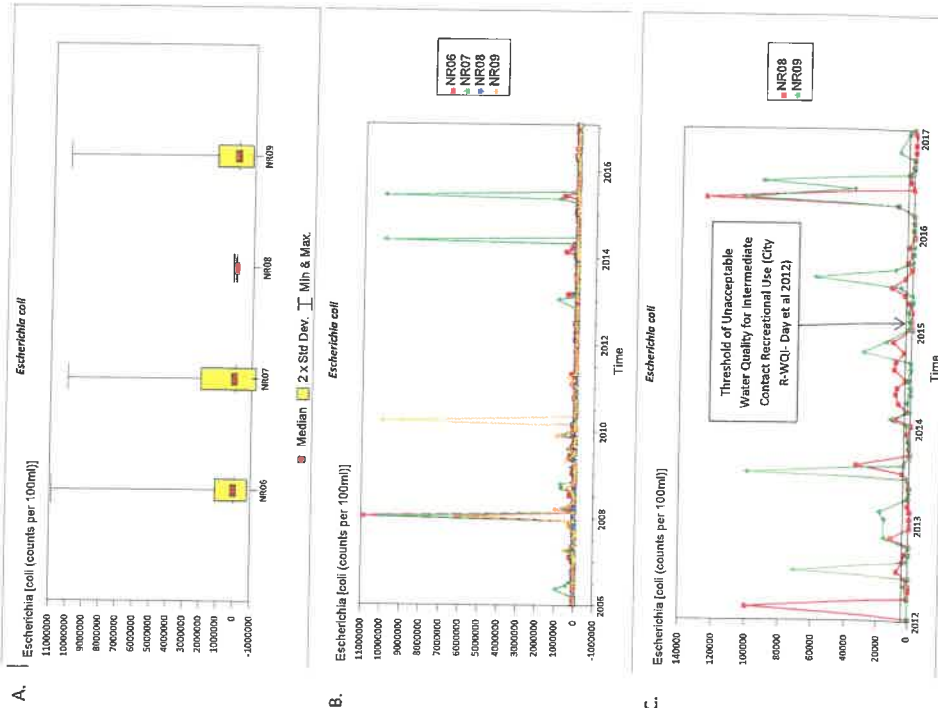 A.
Escherichia coli
Escherichia [coli (counts per 100ml)]
11000000
10000000
9000000
8000000
7000000
6000000
5000000
4000000
3000000
2000000
1000000
0
-1000000
NR06
NR07
NR08
NR09
Median 2 x Std Dev. Min & Max.
B.
Escherichia coli
Escherichia [coli (counts per 100ml)]
11000000
10000000
9000000
8000000
7000000
6000000
5000000
4000000
3000000
2000000
1000000
0
-1000000
2008
2010
2012
2014
2016
Time
NR06
NR07
NR08
NR09
C.
Escherichia coli
Escherichia [coli (counts per 100ml)]
140000
120000
100000
80000
60000
40000
20000
0
2012
2013
2014
2015
2016
2017
Time
Threshold of Unacceptable
Water Quality for Intermediate
Contact Recreational Use (City
R-WQI- Day et al 2012)
NR08
NR09